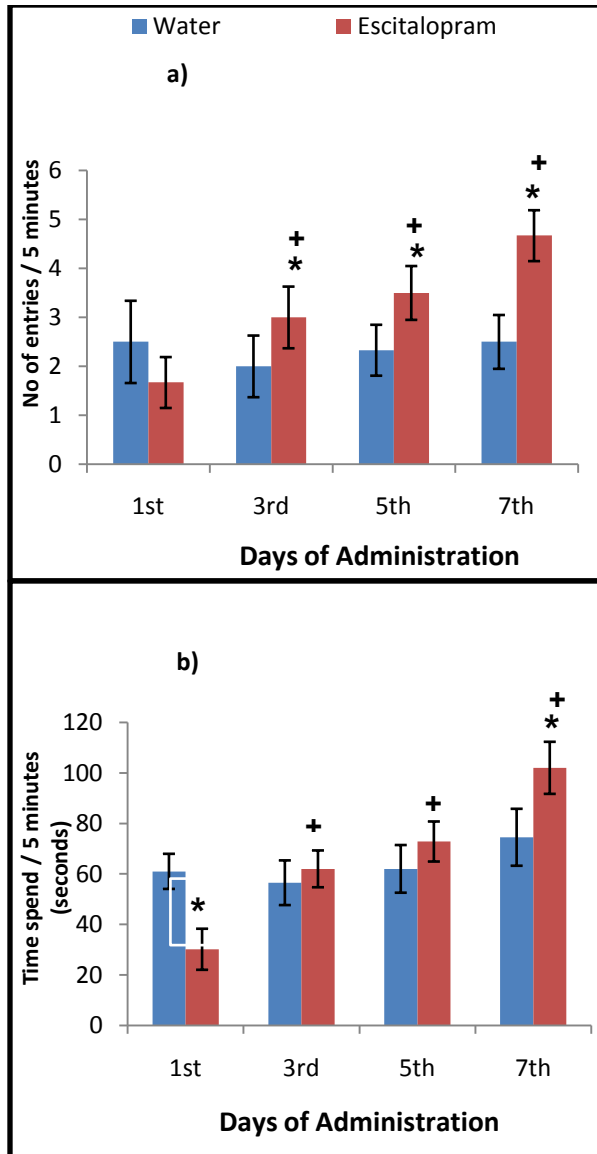 Water Escitalopram
a)
No of entries / 5 minutes
6
5
4
3
2
1
0
+
*
+
*
+
*
1st 3rd 5th 7th
Days of Administration
b)
Time spend / 5 minutes
(seconds)
120
100
80
60
40
20
0
*
+
+
+
*
1st 3rd 5th 7th
Days of Administration